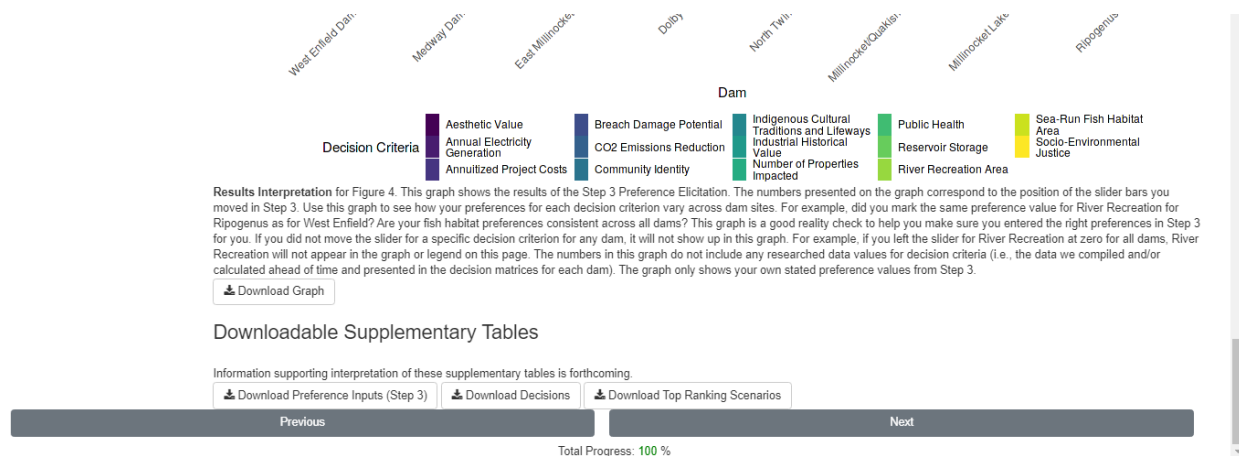 West Enfield Dam
Medway Dam
East Millinocket
Dolby
North Twin
Millinocket/Quakish
Millinocket Lake
Ripogenus
Dam
Decision Criteria
Aesthetic Value
Annual Electricity
Generation
Annuitized Project Costs
Breach Damage Potential
CO2 Emissions Reduction
Community Identity
Indigenous Cultural
Traditions and Lifeways
Industrial Historical
Value
Number of Properties
Impacted
Public Health
Reservoir Storage
River Recreation Area
Sea-Run Fish Habitat
Area
Socio-Environmental
Justice
Results Interpretation for Figure 4. This graph shows the results of the Step 3 Preference Elicitation. The numbers presented on the graph correspond to the position of the slider bars you
moved in Step 3. Use this graph to see how your preferences for each decision criterion vary across dam sites. For example, did you mark the same preference value for River Recreation for
Ripogenus as for West Enfield? Are your fish habitat preferences consistent across all dams? This graph is a good reality check to help you make sure you entered the right preferences in Step 3
for you. If you did not move the slider for a specific decision criterion for any dam, it will not show up in this graph. For example, if you left the slider for River Recreation at zero for all dams, River
Recreation will not appear in the graph or legend on this page. The numbers in this graph do not include any researched data values for decision criteria (i.e., the data we compiled and/or
calculated ahead of time and presented in the decision matrices for each dam). The graph only shows your own stated preference values from Step 3.
Download Graph
Downloadable Supplementary Tables
Information supporting interpretation of these supplementary tables is forthcoming.
Download Preference Inputs (Step 3)
Download Decisions
Download Top Ranking Scenarios
Previous
Next
Total Progress: 100 %